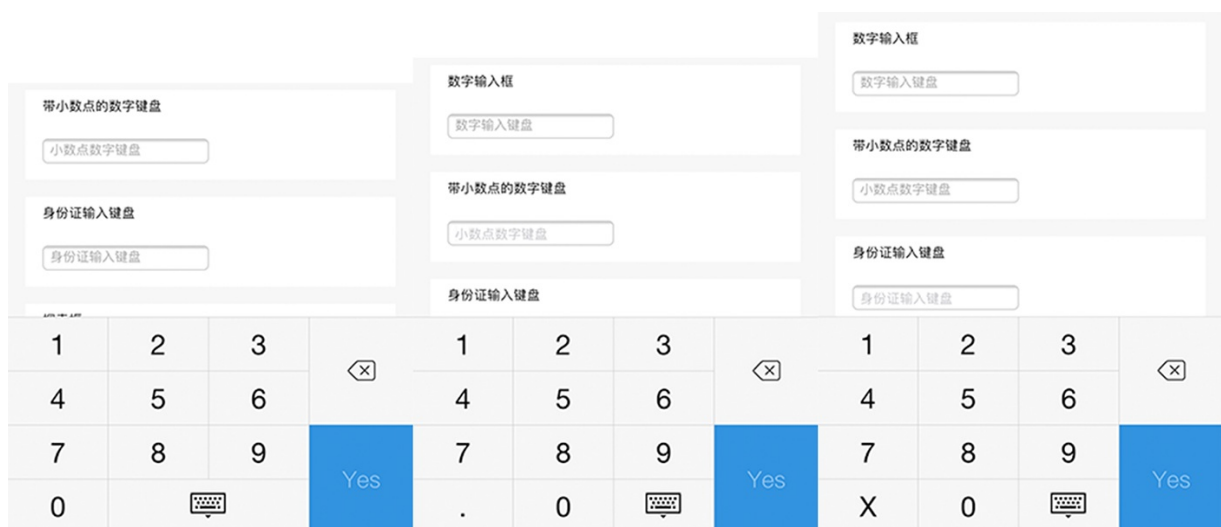 带小数点的数字键盘
小数点数字键盘
身份证输入键盘
身份证输入键盘
1 2 3
4 5 6
7 8 9
Yes
0
数字输入框
数字输入键盘
带小数点的数字键盘
小数点数字键盘
身份证输入键盘
1 2 3
4 5 6
7 8 9
Yes
. 0
数字输入框
数字输入键盘
带小数点的数字键盘
小数点数字键盘
身份证输入键盘
身份证输入键盘
1 2 3
4 5 6
7 8 9
Yes
X 0